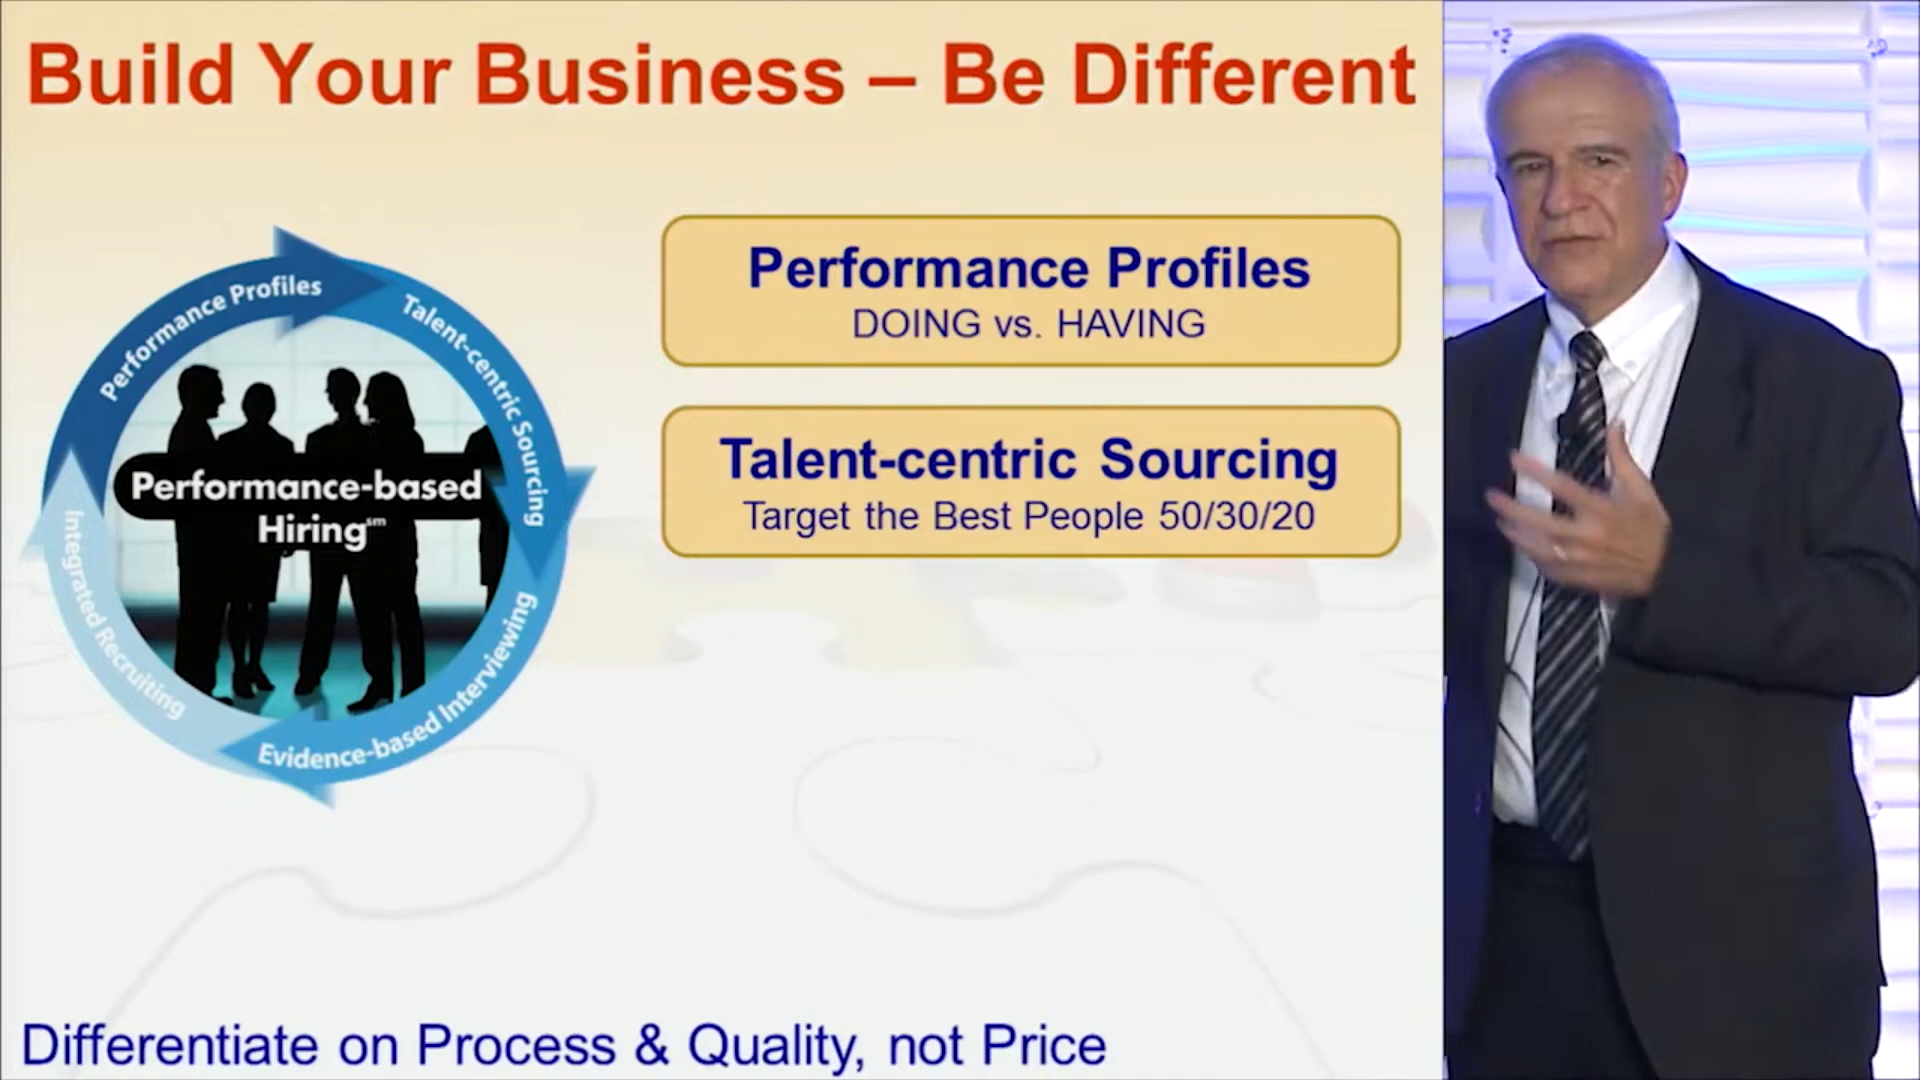 Build Your Business – Be Different
Performance Profiles
Talent-centric Sourcing
Evidence-based Interviewing
Integrated Recruiting
Performance-based
Hiring℠
Performance Profiles
DOING vs. HAVING
Talent-centric Sourcing
Target the Best People 50/30/20
Differentiate on Process & Quality, not Price